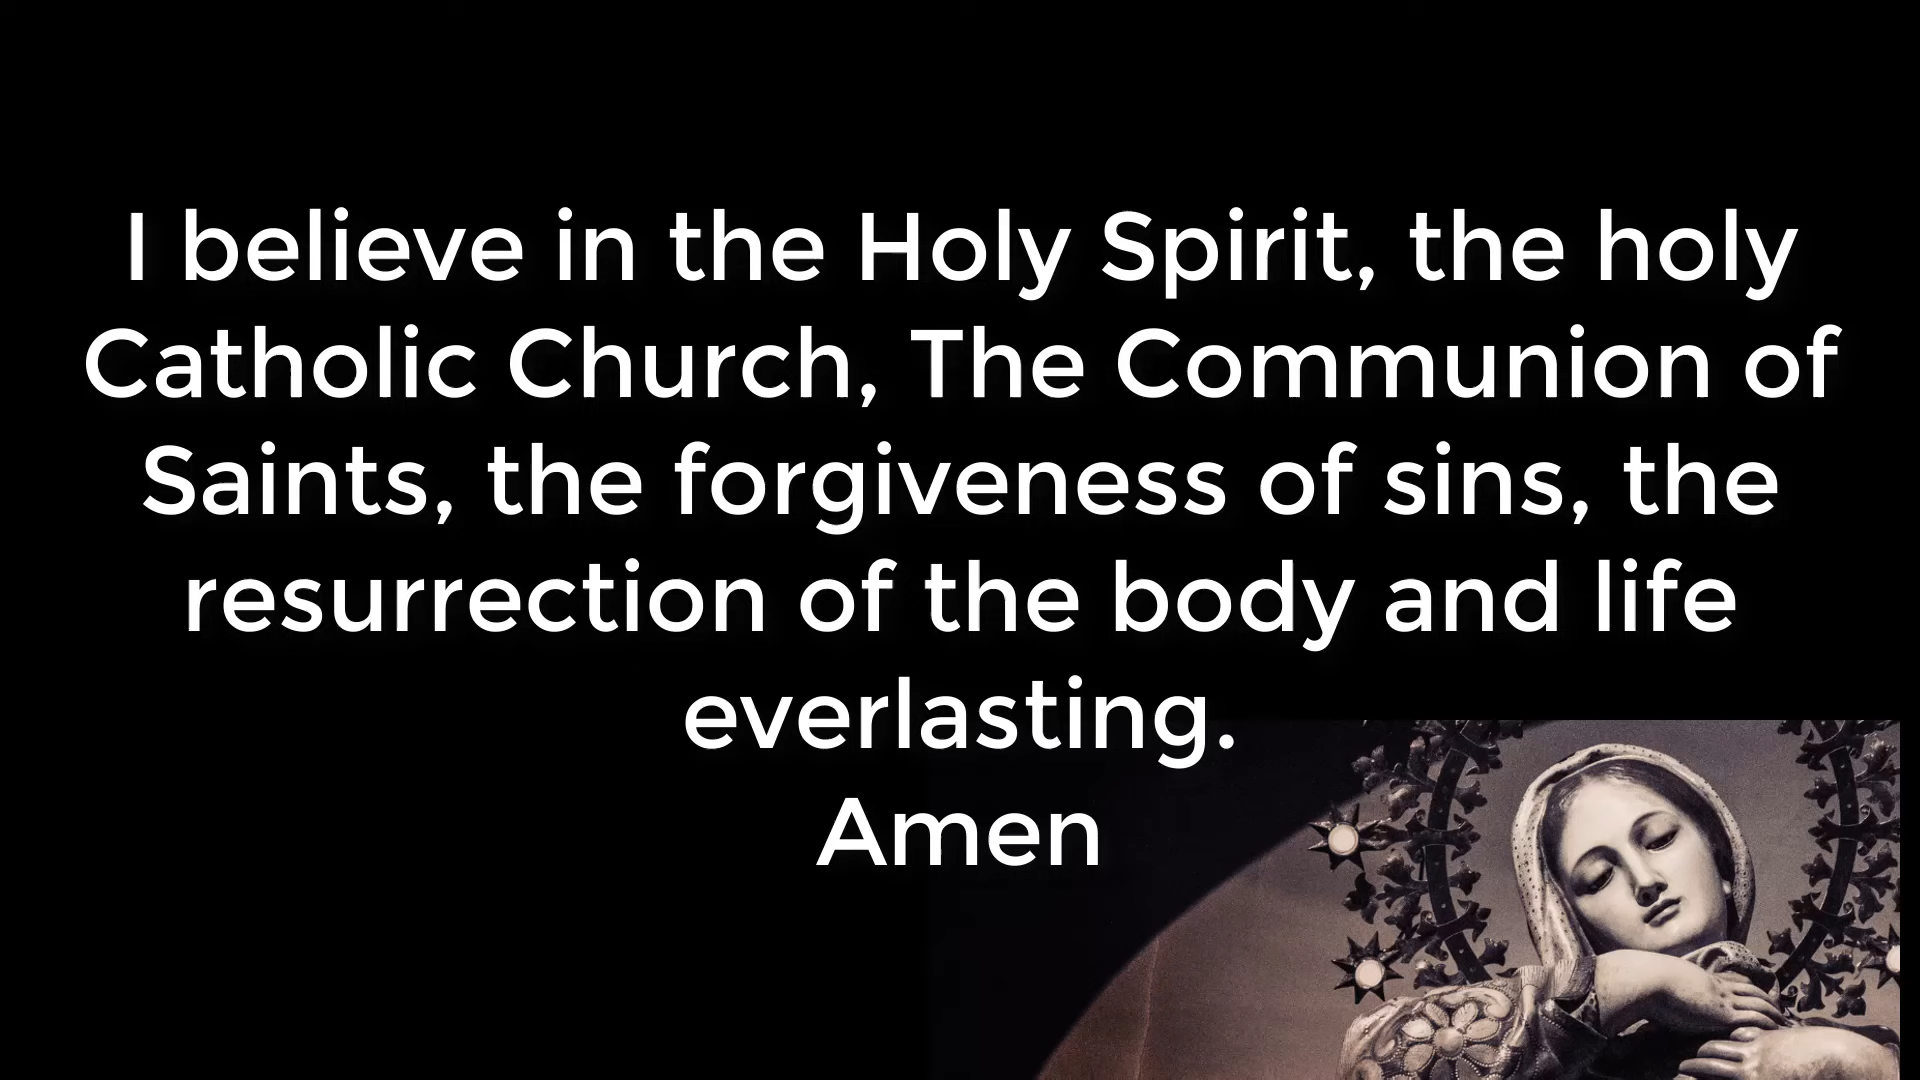 I believe in the Holy Spirit, the holy
Catholic Church, The Communion of
Saints, the forgiveness of sins, the
resurrection of the body and life
everlasting.
Amen